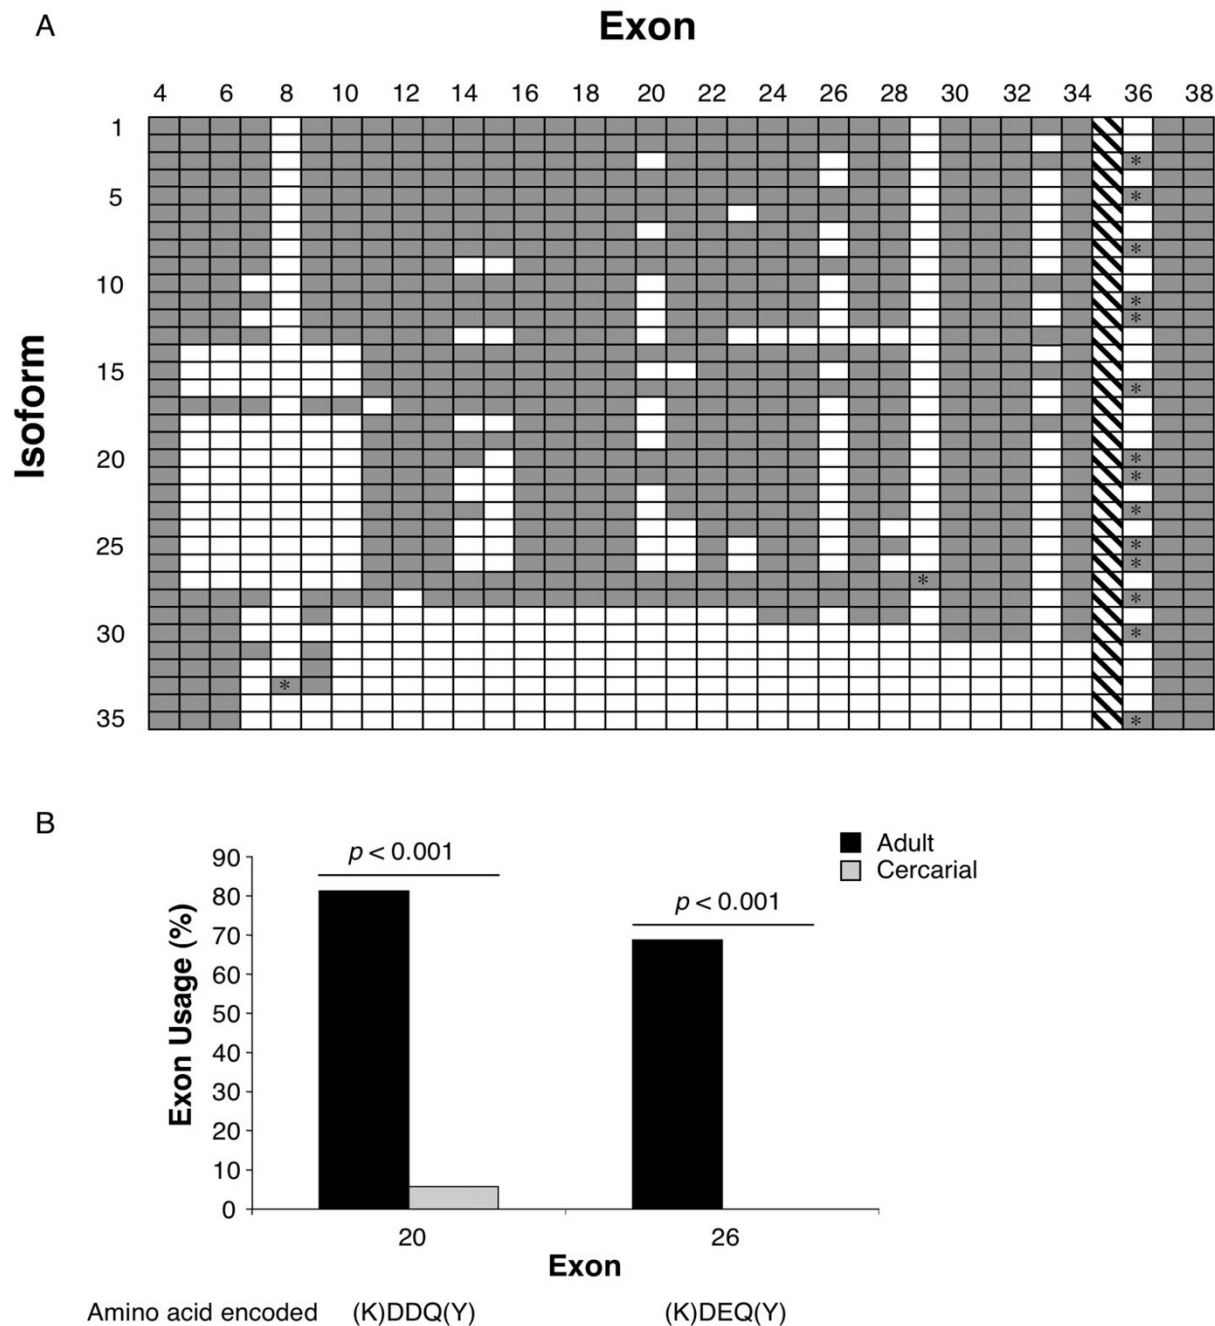 A
Exon
4 6 8 10 12 14 16 18 20 22 24 26 28 30 32 34 36 38
Isoform
1
*
5 *
*
10
*
*
15
*
20 *
*
*
25 *
*
*
*
30 *
*
35 *
B
Adult
Cercarial
p < 0.001
p < 0.001
Exon Usage (%)
90
80
70
60
50
40
30
20
10
0
20 26
Exon
Amino acid encoded (K)DDQ(Y) (K)DEQ(Y)